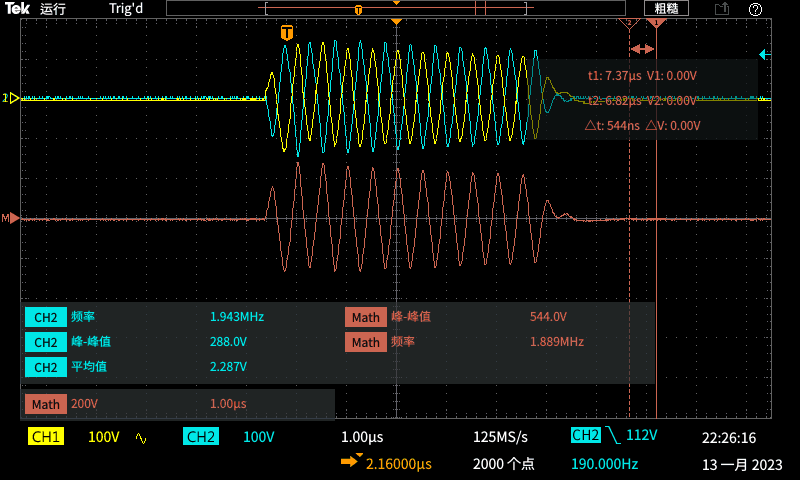 Tek 运行 Trig'd 粗糙
T
2 1
T
t1: 7.37µs V1: 0.00V
1 t2: 6.82µs V2: 0.00V
△t: 544ns △V: 0.00V
M
CH2 频率 1.943MHz Math 峰-峰值 544.0V
CH2 峰-峰值 288.0V Math 频率 1.889MHz
CH2 平均值 2.287V
Math 200V 1.00µs
CH1 100V CH2 100V 1.00µs 125MS/s CH2 112V 22:26:16
2.16000µs 2000 个点 190.000Hz 13 一月 2023